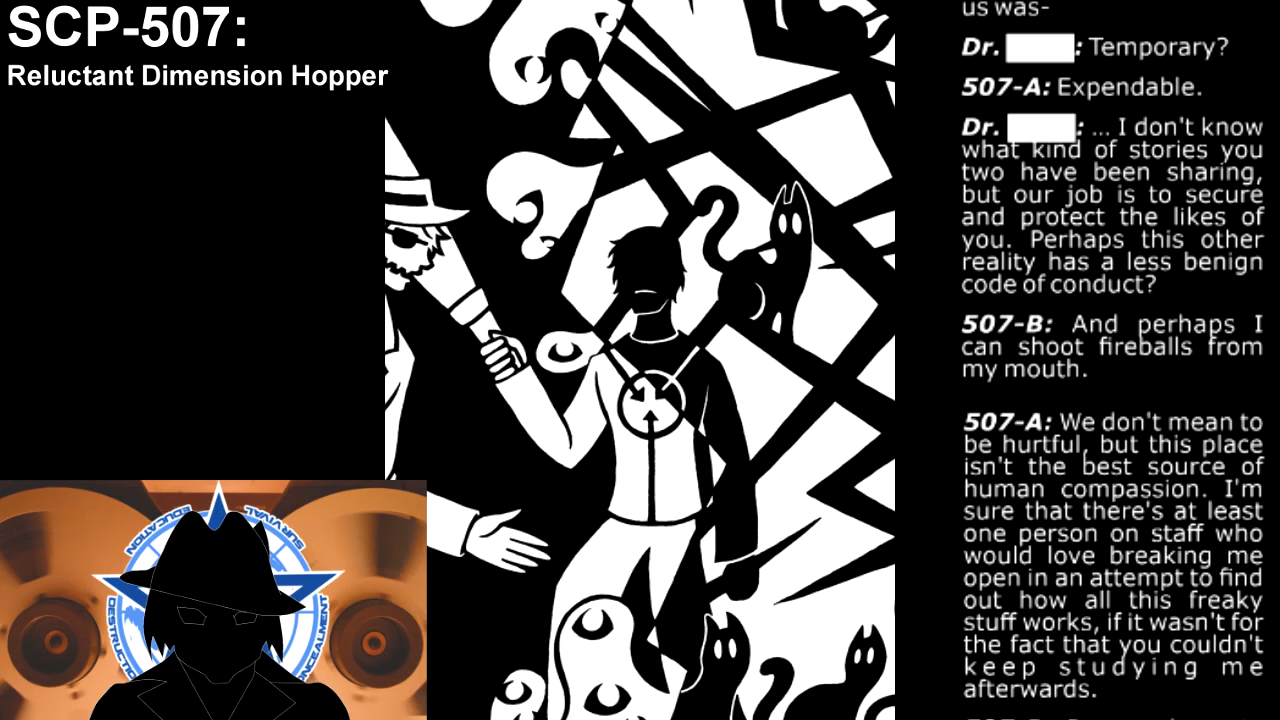 SCP-507:
Reluctant Dimension Hopper
us was-
Dr. : Temporary?
507-A: Expendable.
Dr. : ... I don't know
what kind of stories you
two have been sharing,
but our job is to secure
and protect the likes of
you. Perhaps this other
reality has a less benign
code of conduct?
507-B: And perhaps I
can shoot fireballs from
my mouth.
507-A: We don't mean to
be hurtful, but this place
isn't the best source of
human compassion. I'm
sure that there's at least
one person on staff who
would love breaking me
open in an attempt to find
out how all this freaky
stuff works, if it wasn't for
the fact that you couldn't
keep studying me
afterwards.
EDUCATION
SURVIVAL